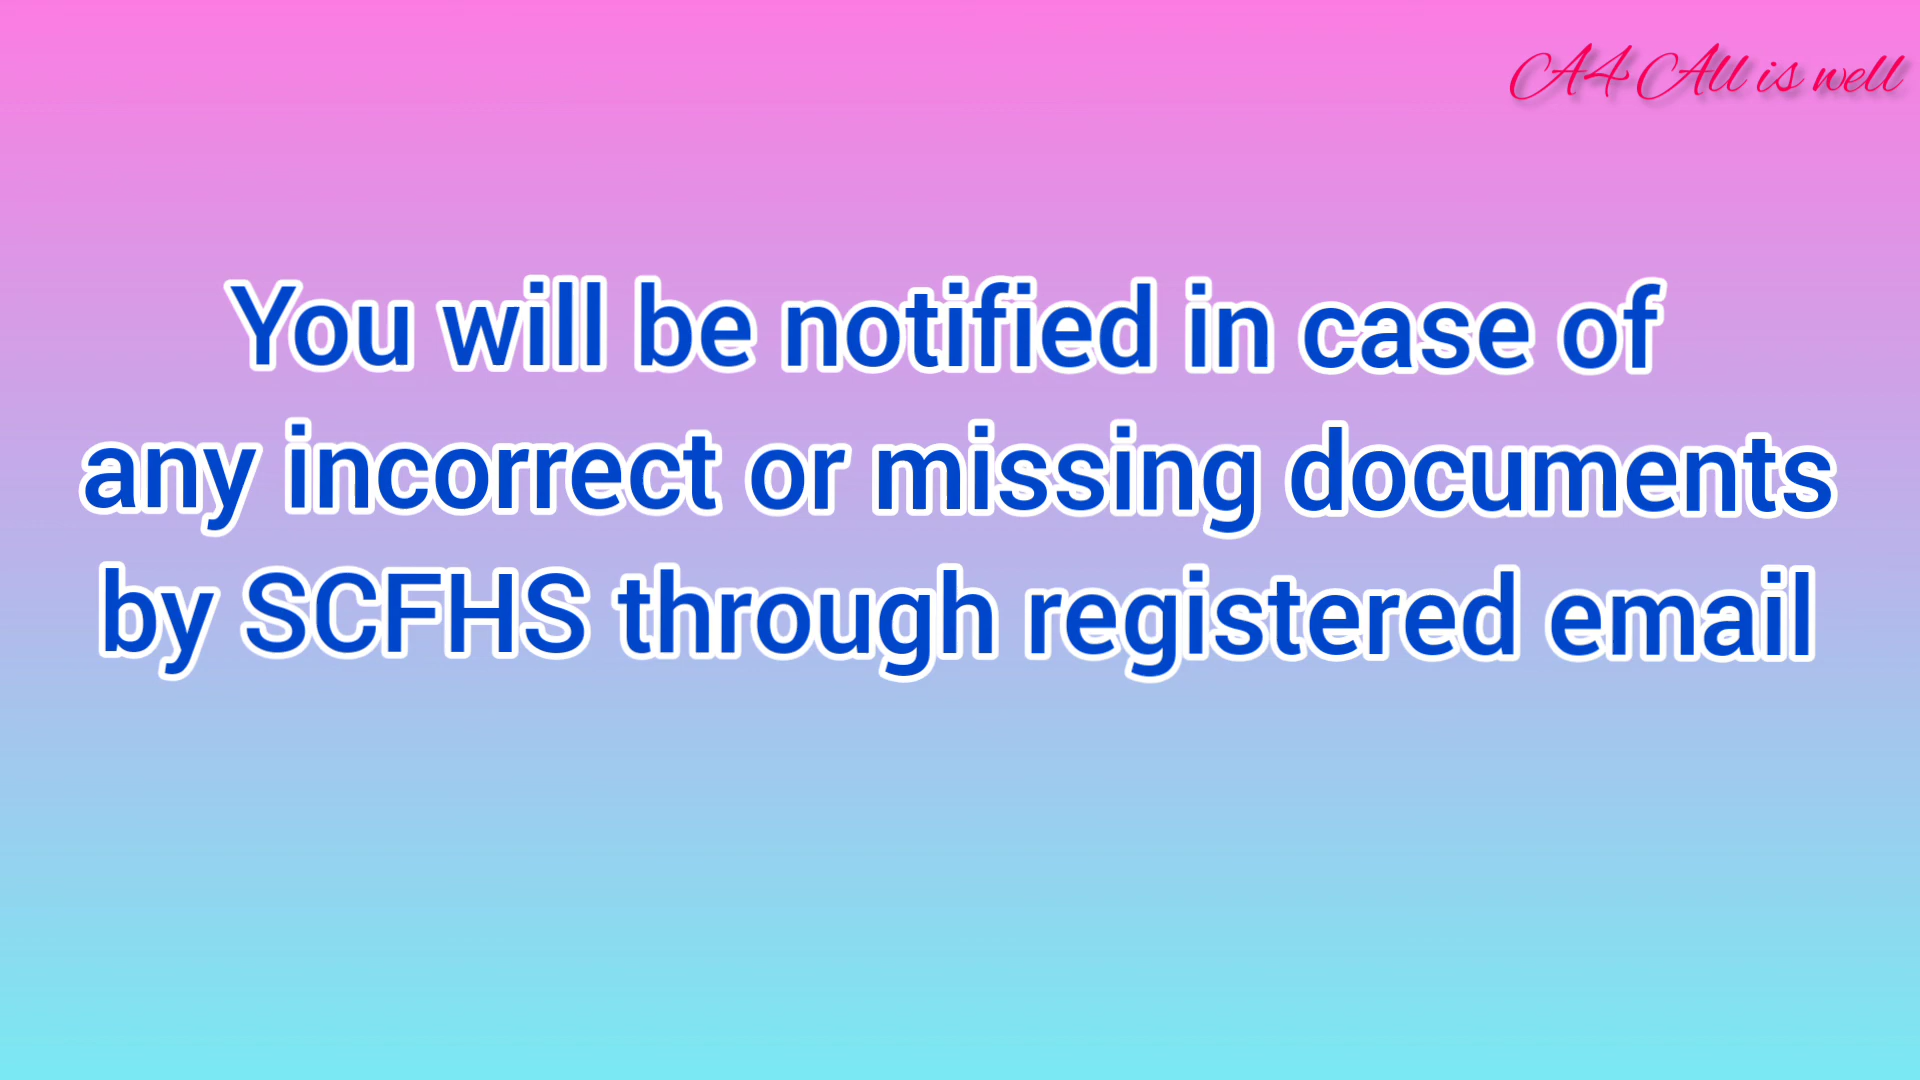 A4 All is well
You will be notified in case of
any incorrect or missing documents
by SCFHS through registered email